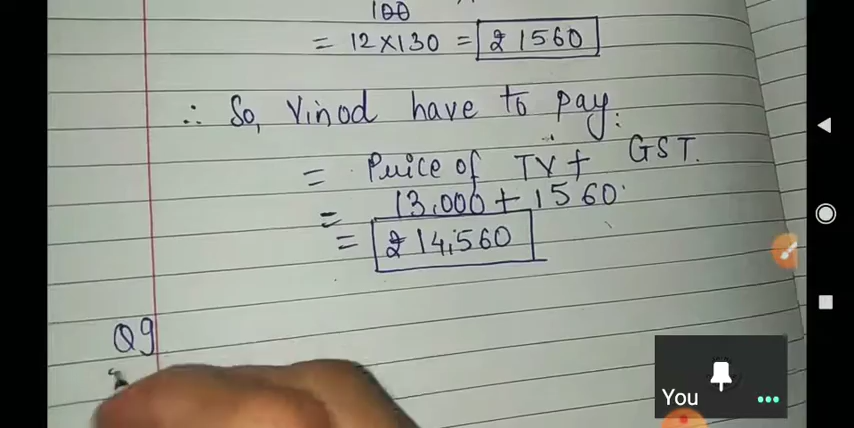 100
= 12×130 = ₹ 1560
∴ So, Vinod have to pay:
= Price of TV + GST.
= 13,000 + 1560
= ₹ 14,560
Q9
You